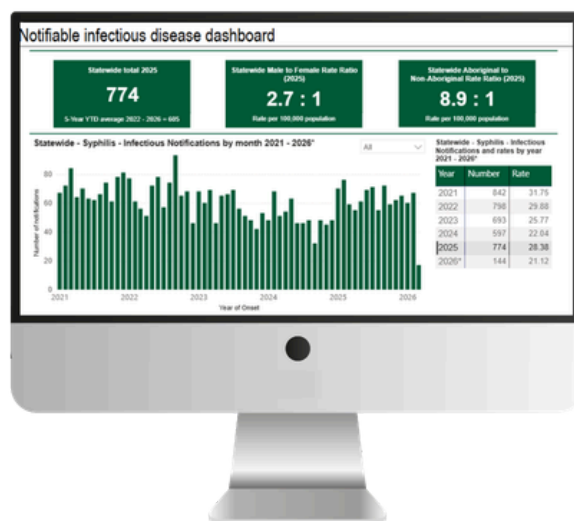 Notifiable infectious disease dashboard
Statewide total 2025
774
5-Year YTD average 2022 - 2026 = 605
Statewide Male to Female Rate Ratio
(2025)
2.7 : 1
Rate per 100,000 population
Statewide Aboriginal to
Non-Aboriginal Rate Ratio (2025)
8.9 : 1
Rate per 100,000 population
Statewide - Syphilis - Infectious Notifications by month 2021 - 2026*
All
Number of notifications
80
60
40
20
0
2021 2022 2023 2024 2025 2026
Year of Onset
Statewide - Syphilis - Infectious
Notifications and rates by year
2021 - 2026*
Year Number Rate
2021 842 31.75
2022 798 29.88
2023 693 25.77
2024 597 22.04
2025 774 28.38
2026* 144 21.12